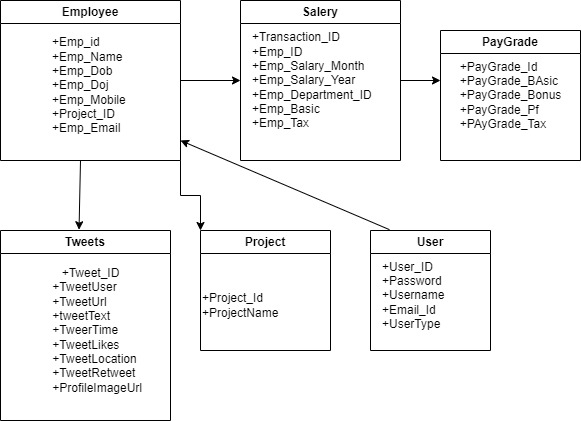 Employee
+Emp_id
+Emp_Name
+Emp_Dob
+Emp_Doj
+Emp_Mobile
+Project_ID
+Emp_Email
Salery
+Transaction_ID
+Emp_ID
+Emp_Salary_Month
+Emp_Salary_Year
+Emp_Department_ID
+Emp_Basic
+Emp_Tax
PayGrade
+PayGrade_Id
+PayGrade_BAsic
+PayGrade_Bonus
+PayGrade_Pf
+PAyGrade_Tax
Tweets
+Tweet_ID
+TweetUser
+TweetUrl
+tweetText
+TweerTime
+TweetLikes
+TweetLocation
+TweetRetweet
+ProfileImageUrl
Project
+Project_Id
+ProjectName
User
+User_ID
+Password
+Username
+Email_Id
+UserType